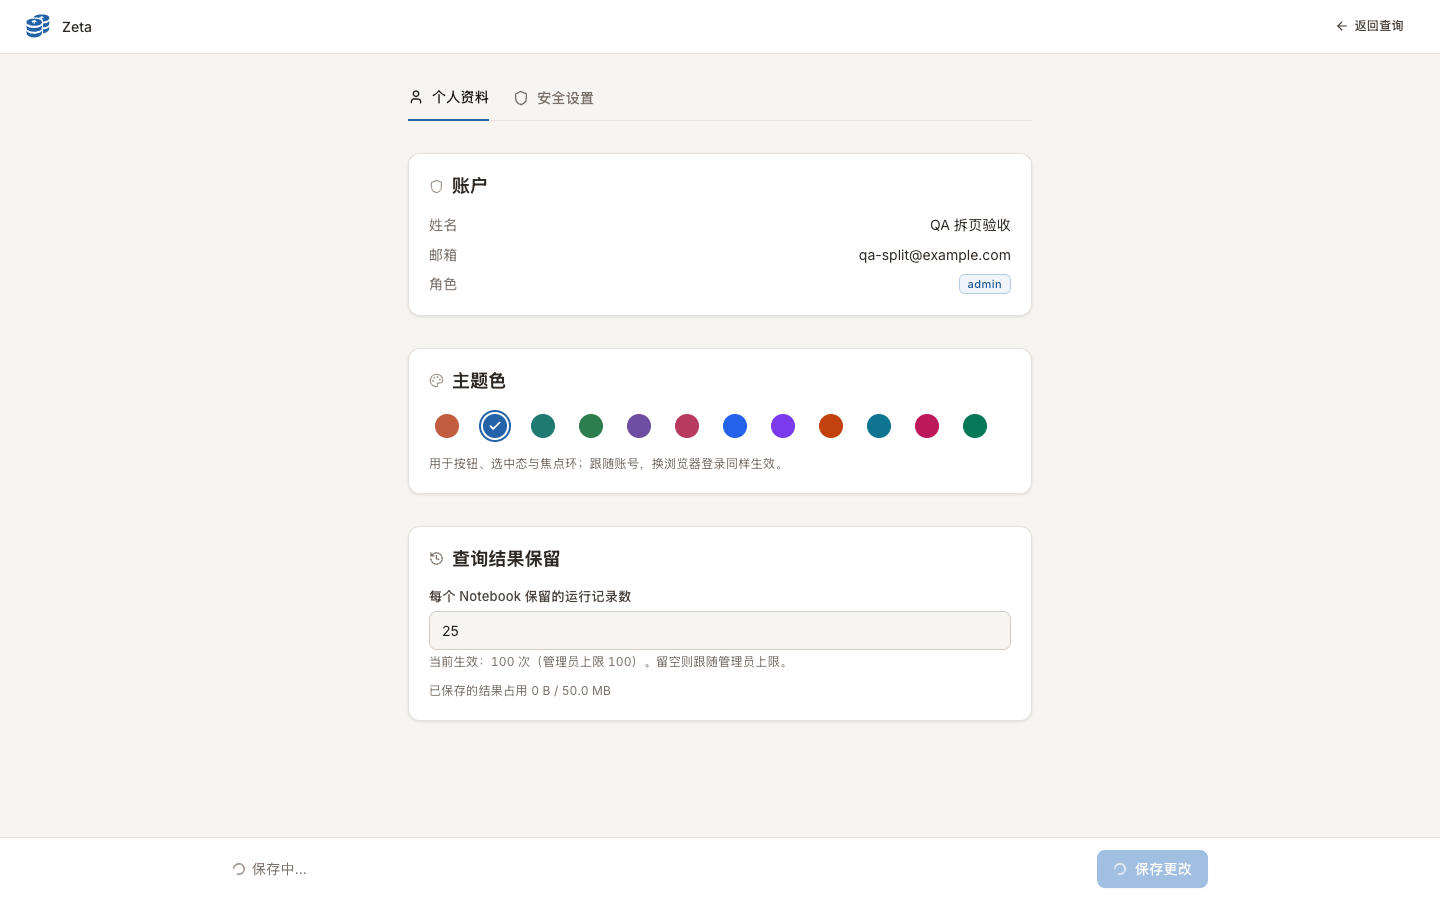 Zeta
返回查询
个人资料
安全设置
账户
姓名
QA 拆页验收
邮箱
qa-split@example.com
角色
admin
主题色
用于按钮、选中态与焦点环；跟随账号，换浏览器登录同样生效。
查询结果保留
每个 Notebook 保留的运行记录数
25
当前生效：100 次（管理员上限 100）。留空则跟随管理员上限。
已保存的结果占用 0 B / 50.0 MB
保存中...
保存更改